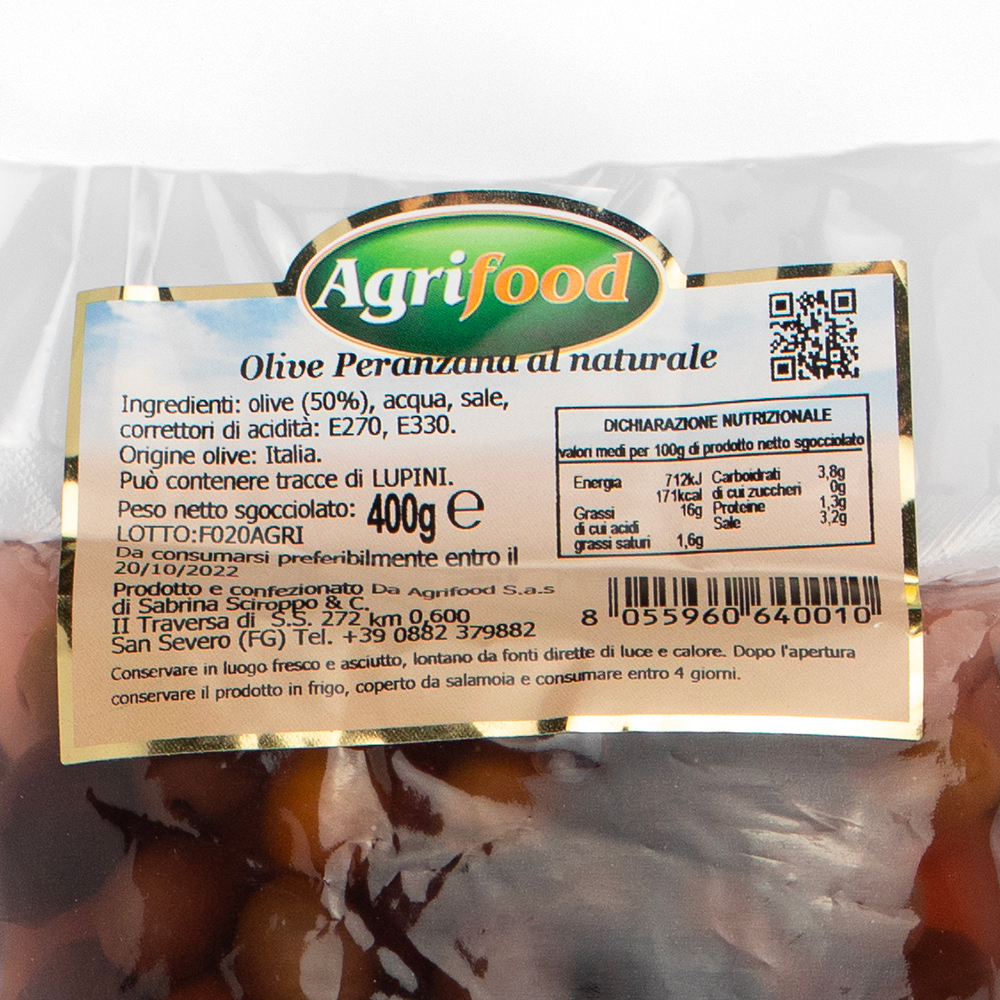 Agrifood
Olive Peranzana al naturale
Ingredienti: olive (50%), acqua, sale,
correttori di acidità: E270, E330.
Origine olive: Italia.
Può contenere tracce di LUPINI.
Peso netto sgocciolato: 400g ℮
LOTTO:F020AGRI
Da consumarsi preferibilmente entro il
20/10/2022
Prodotto e confezionato Da Agrifood S.a.s
di Sabrina Sciroppo & C.
II Traversa di S.S. 272 km 0,600
San Severo (FG) Tel. +39 0882 379882
Conservare in luogo fresco e asciutto, lontano da fonti dirette di luce e calore. Dopo l'apertura
conservare il prodotto in frigo, coperto da salamoia e consumare entro 4 giorni.
DICHIARAZIONE NUTRIZIONALE
valori medi per 100g di prodotto netto sgocciolato
Energia 712kJ Carboidrati 3,8g
171kcal di cui zuccheri 0g
Grassi 16g Proteine 1,3g
di cui acidi Sale 3,2g
grassi saturi 1,6g
8 055960 640010